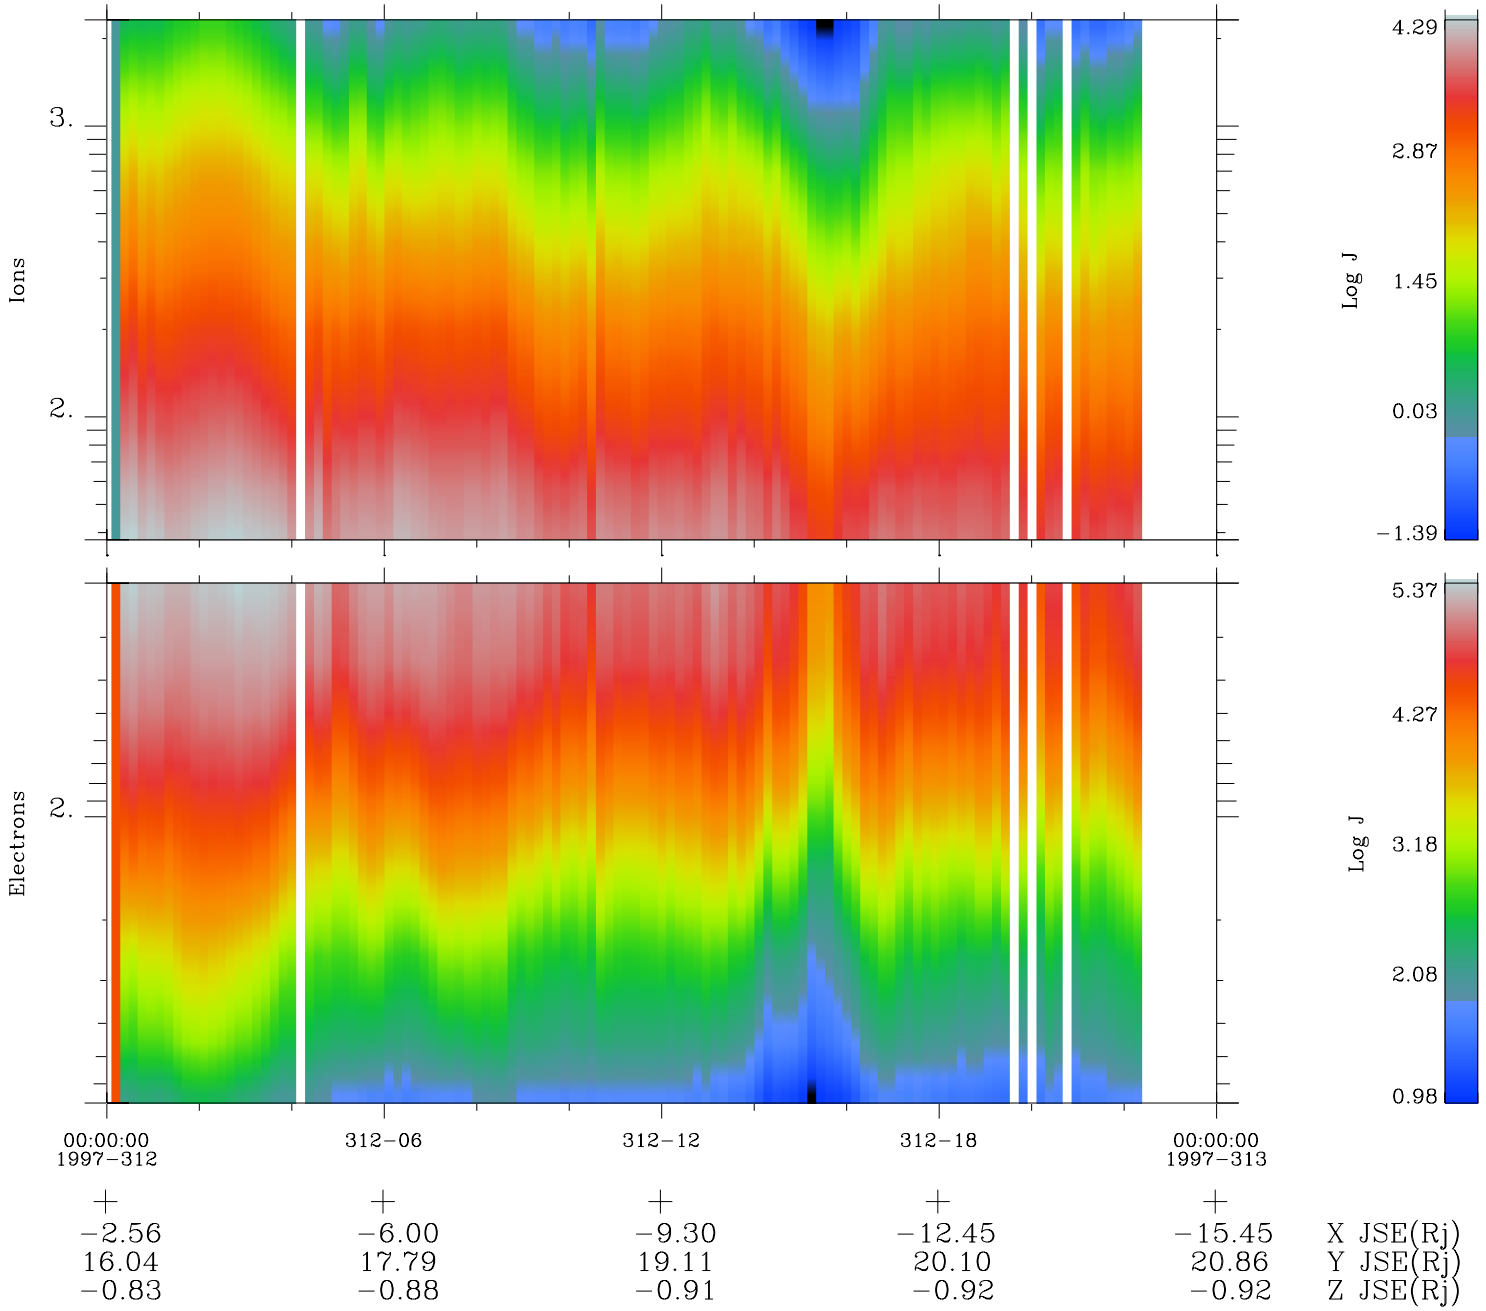 4.29
3.
2.87
Ions
Log J
1.45
2.
0.03
−1.39
5.37
4.27
2.
Electrons
Log J
3.18
2.08
0.98
00:00:00 312−06 312−12 312−18 00:00:00
1997−312 1997−313
−2.56 −6.00 −9.30 −12.45 −15.45 X JSE(Rj)
16.04 17.79 19.11 20.10 20.86 Y JSE(Rj)
−0.83 −0.88 −0.91 −0.92 −0.92 Z JSE(Rj)